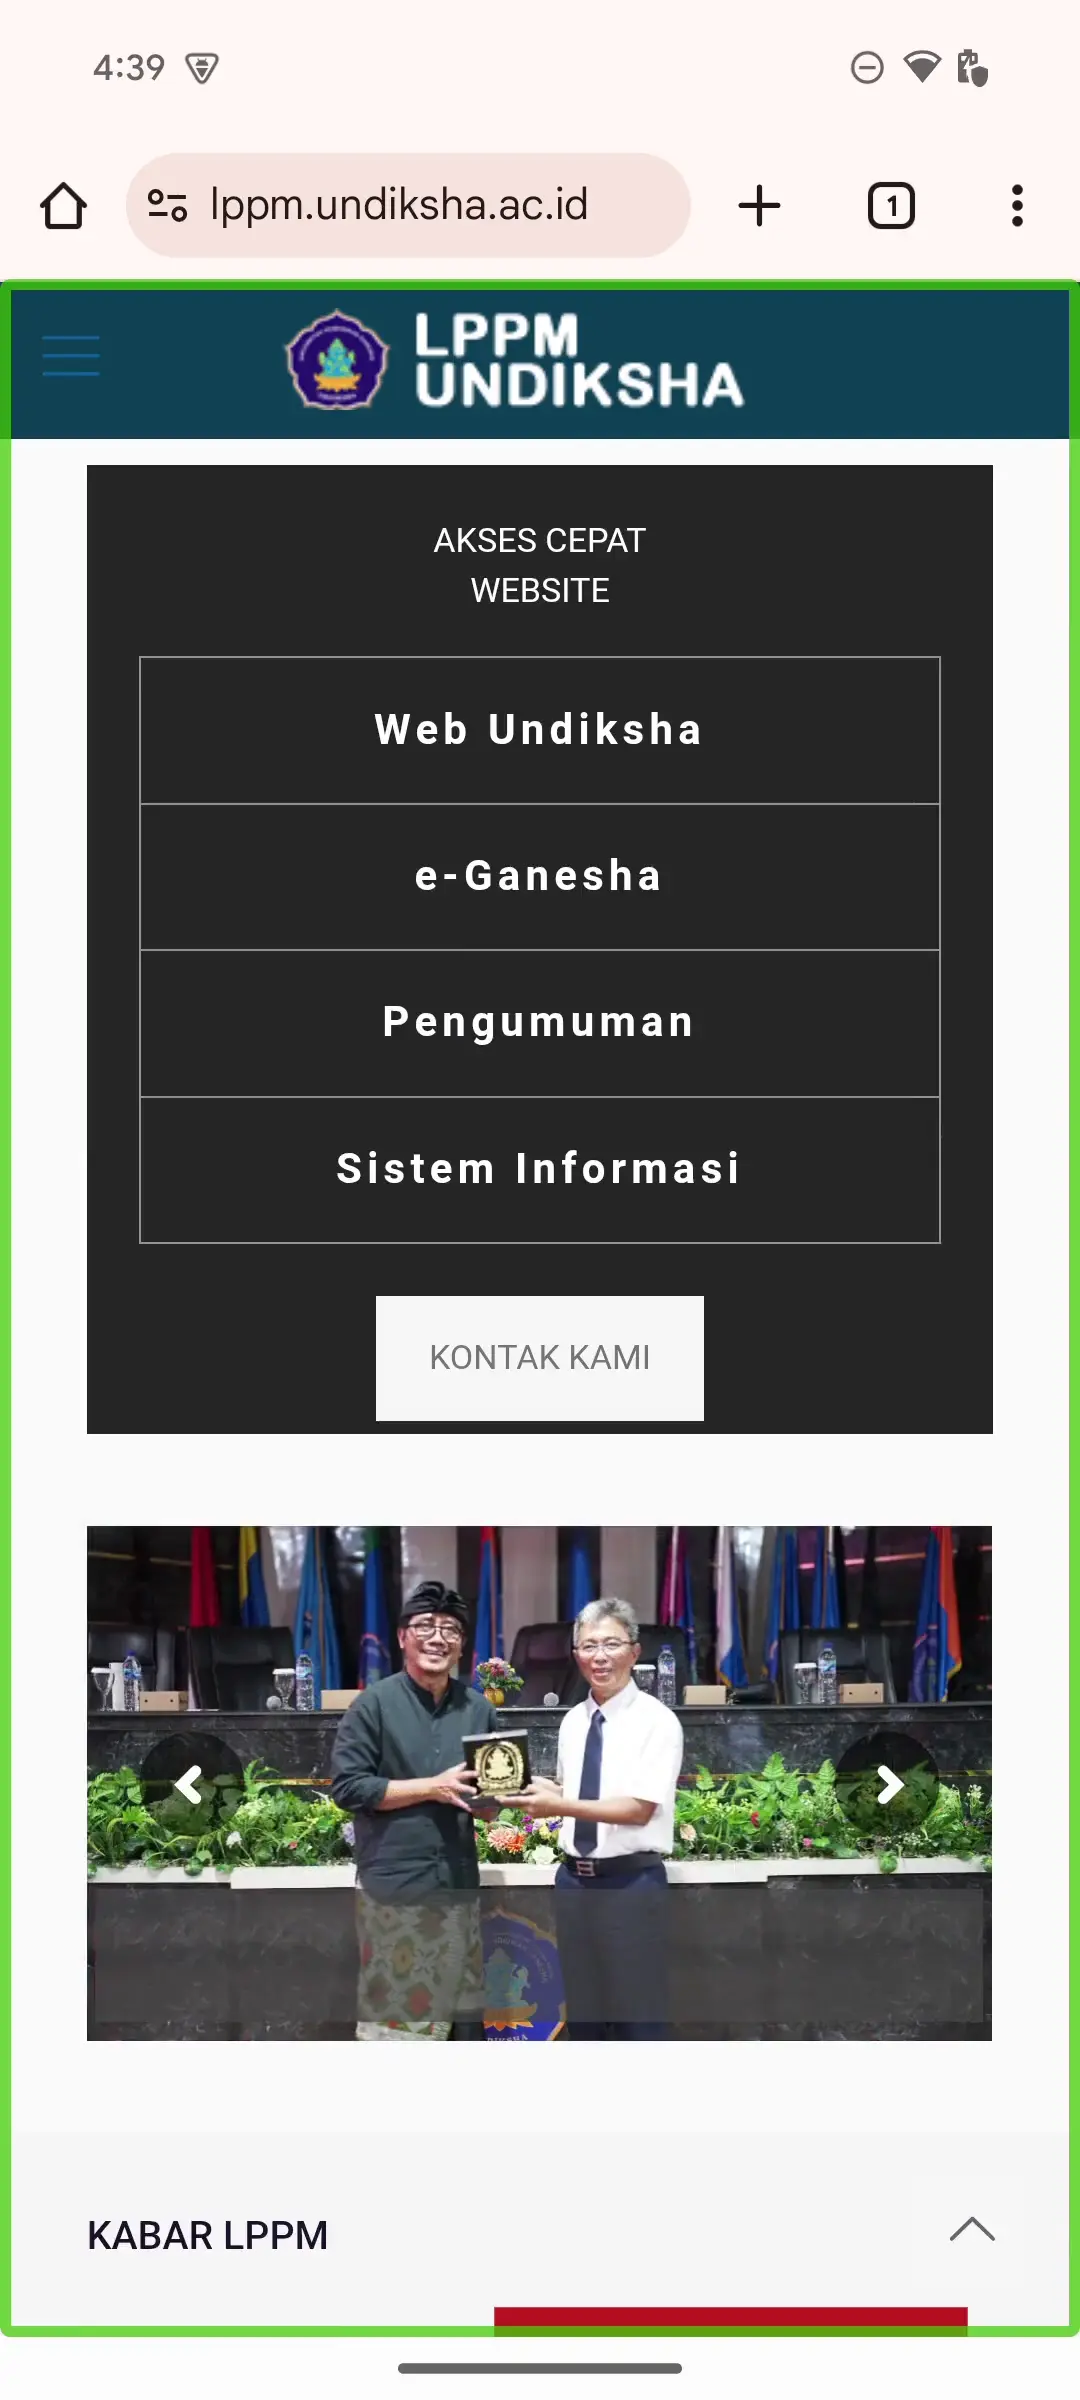 4:39
lppm.undiksha.ac.id
1
LPPM
UNDIKSHA
AKSES CEPAT
WEBSITE
Web Undiksha
e-Ganesha
Pengumuman
Sistem Informasi
KONTAK KAMI
KABAR LPPM